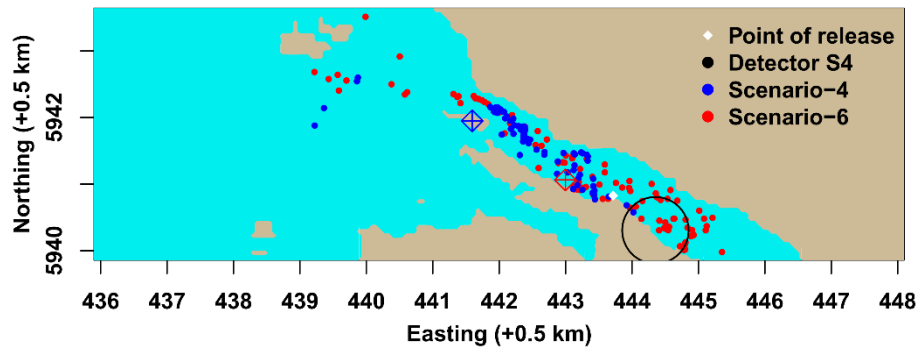 Point of release
Detector S4
Scenario−4
Scenario−6
Northing (+0.5 km)
5942
5940
436 437 438 439 440 441 442 443 444 445 446 447 448
Easting (+0.5 km)